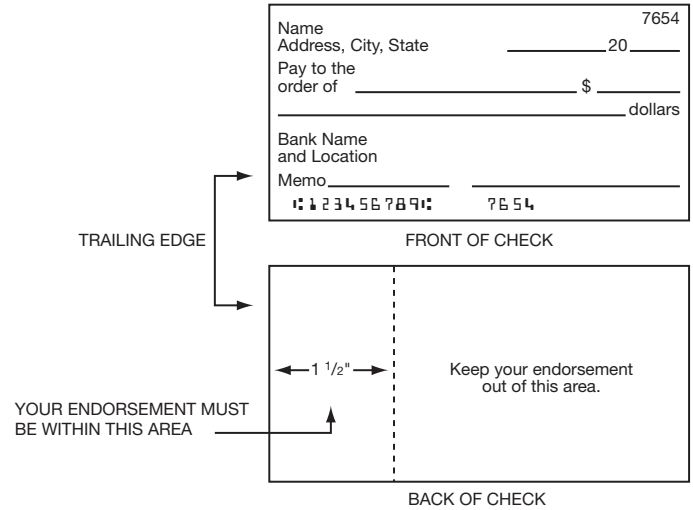 7654
Name
Address, City, State  20
Pay to the
order of $
dollars
Bank Name
and Location
Memo
⑆123456789⑆ 7654
TRAILING EDGE
FRONT OF CHECK
1 1/2"
Keep your endorsement
out of this area.
YOUR ENDORSEMENT MUST
BE WITHIN THIS AREA
BACK OF CHECK